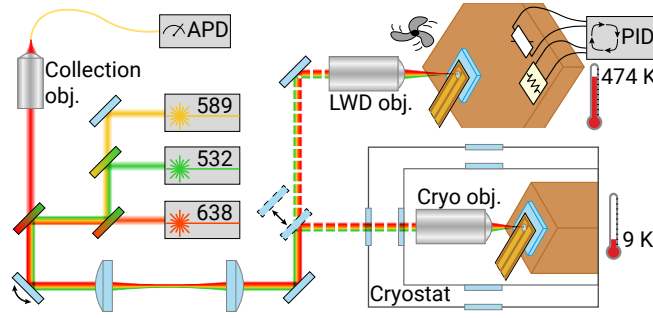 APD
PID
Collection
obj.
589
LWD obj.
474 K
532
638
Cryo obj.
9 K
Cryostat